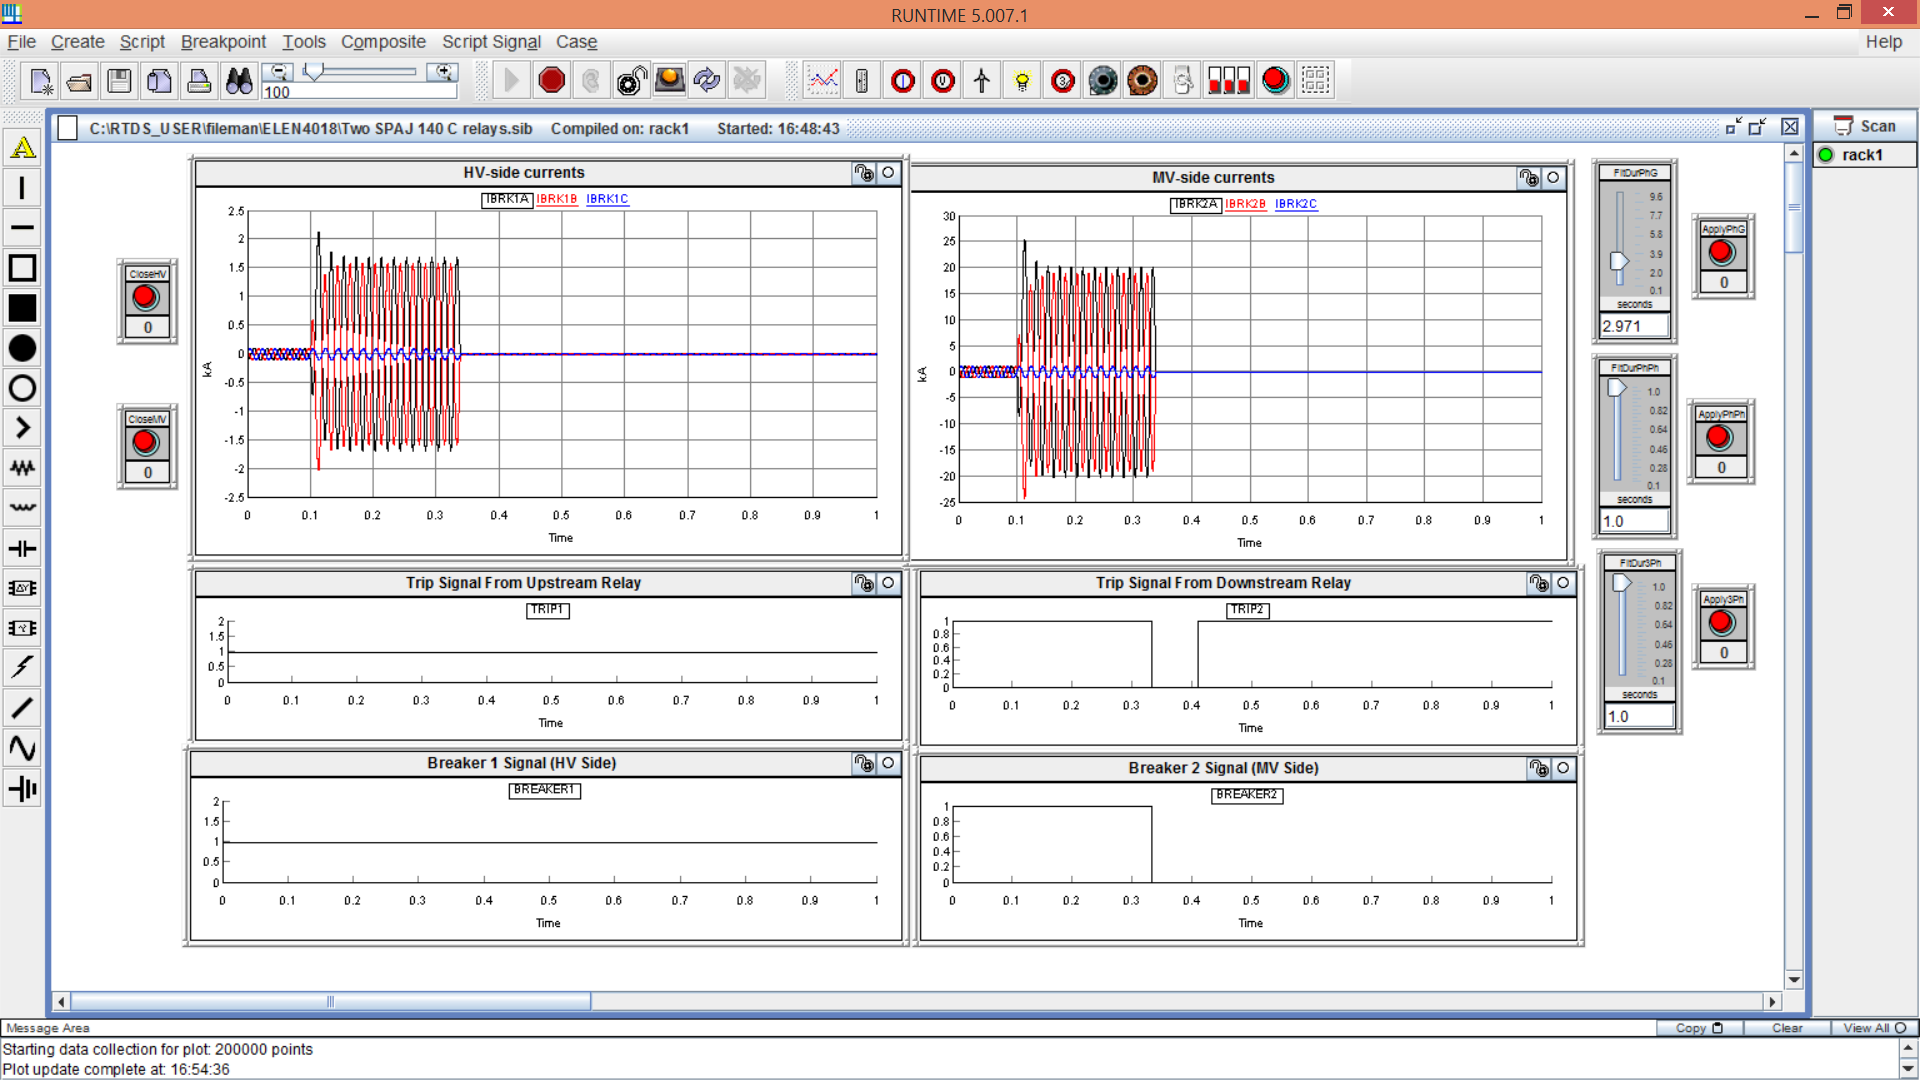 RUNTIME 5.007.1
File Create Script Breakpoint Tools Composite Script Signal Case Help
100
C:\RTDS_USER\fileman\ELEN4018\Two SPAJ 140 C relays.sib Compiled on: rack1 Started: 16:48:43
Scan
rack1
HV-side currents
IBRK1A IBRK1B IBRK1C
2.5
2
1.5
1
0.5
0
-0.5
-1
-1.5
-2
-2.5
kA
0 0.1 0.2 0.3 0.4 0.5 0.6 0.7 0.8 0.9 1
Time
MV-side currents
IBRK2A IBRK2B IBRK2C
30
25
20
15
10
5
0
-5
-10
-15
-20
-25
kA
0 0.1 0.2 0.3 0.4 0.5 0.6 0.7 0.8 0.9 1
Time
CloseHV
0
CloseMV
0
FltDurPhG
9.6
7.7
5.8
3.9
2.0
0.1
seconds
2.971
ApplyPhG
0
FltDurPhPh
1.0
0.82
0.64
0.46
0.28
0.1
seconds
1.0
ApplyPhPh
0
FltDur3Ph
1.0
0.82
0.64
0.46
0.28
0.1
seconds
1.0
Apply3Ph
0
Trip Signal From Upstream Relay
TRIP1
2
1.5
1
0.5
0
0 0.1 0.2 0.3 0.4 0.5 0.6 0.7 0.8 0.9 1
Time
Trip Signal From Downstream Relay
TRIP2
1
0.8
0.6
0.4
0.2
0
0 0.1 0.2 0.3 0.4 0.5 0.6 0.7 0.8 0.9 1
Time
Breaker 1 Signal (HV Side)
BREAKER1
2
1.5
1
0.5
0
0 0.1 0.2 0.3 0.4 0.5 0.6 0.7 0.8 0.9 1
Time
Breaker 2 Signal (MV Side)
BREAKER2
1
0.8
0.6
0.4
0.2
0
0 0.1 0.2 0.3 0.4 0.5 0.6 0.7 0.8 0.9 1
Time
Message Area Copy Clear View All
Starting data collection for plot: 200000 points
Plot update complete at: 16:54:36